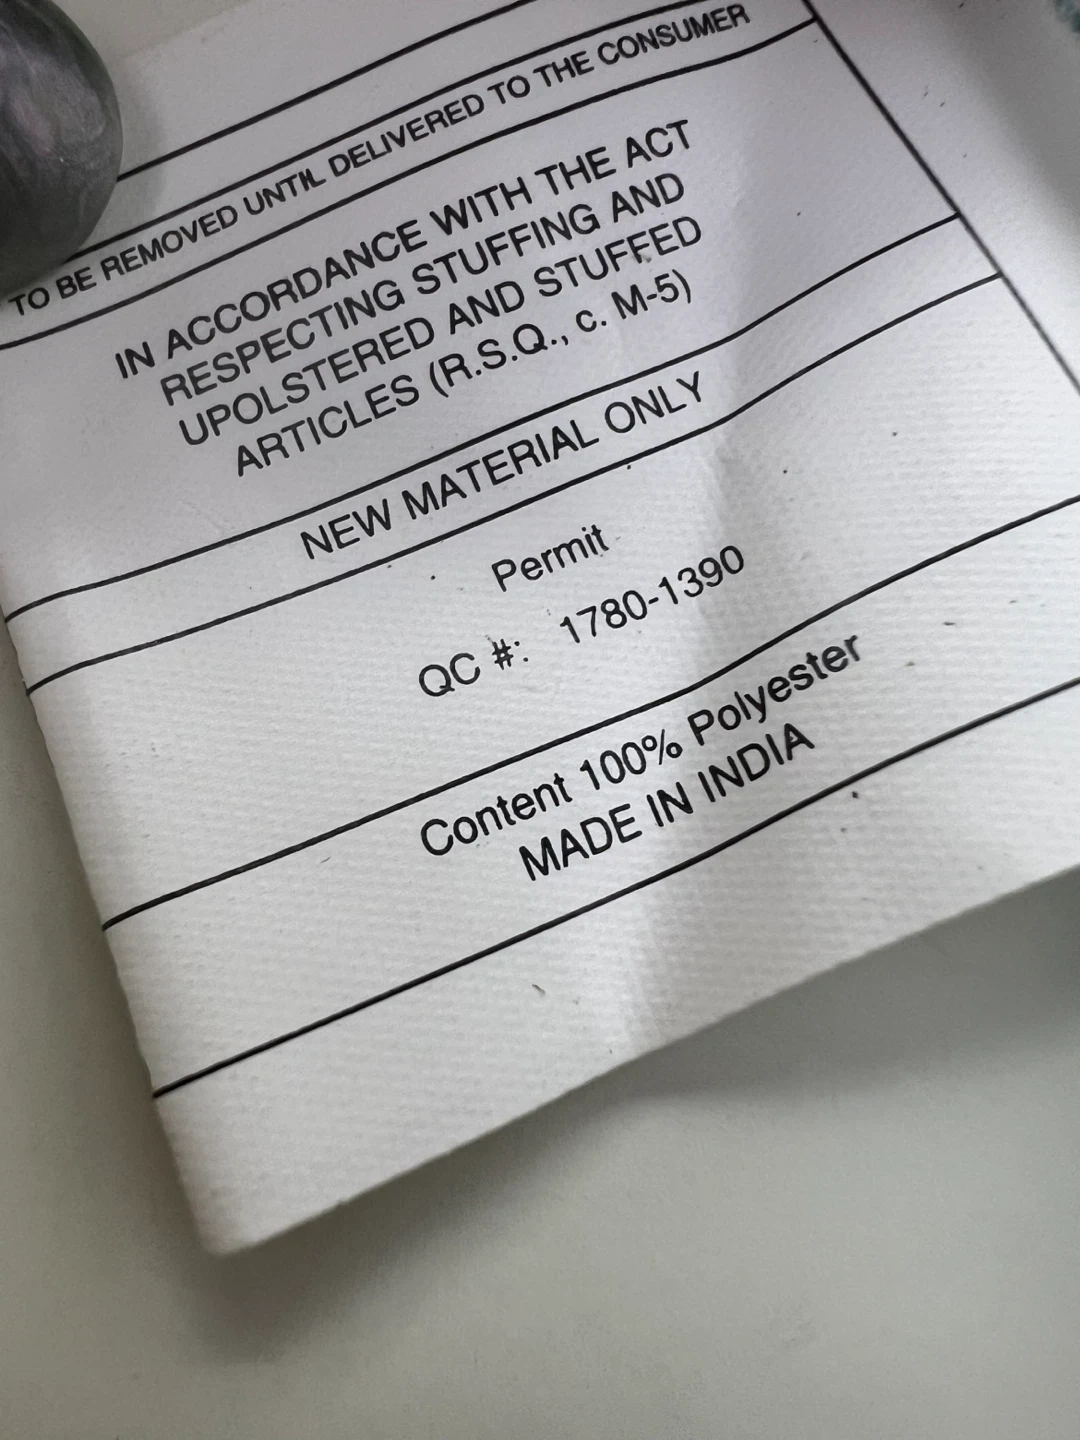 TO BE REMOVED UNTIL DELIVERED TO THE CONSUMER
IN ACCORDANCE WITH THE ACT
RESPECTING STUFFING AND
UPOLSTERED AND STUFFED
ARTICLES (R.S.Q., c. M-5)
NEW MATERIAL ONLY
Permit
QC #: 1780-1390
Content 100% Polyester
MADE IN INDIA